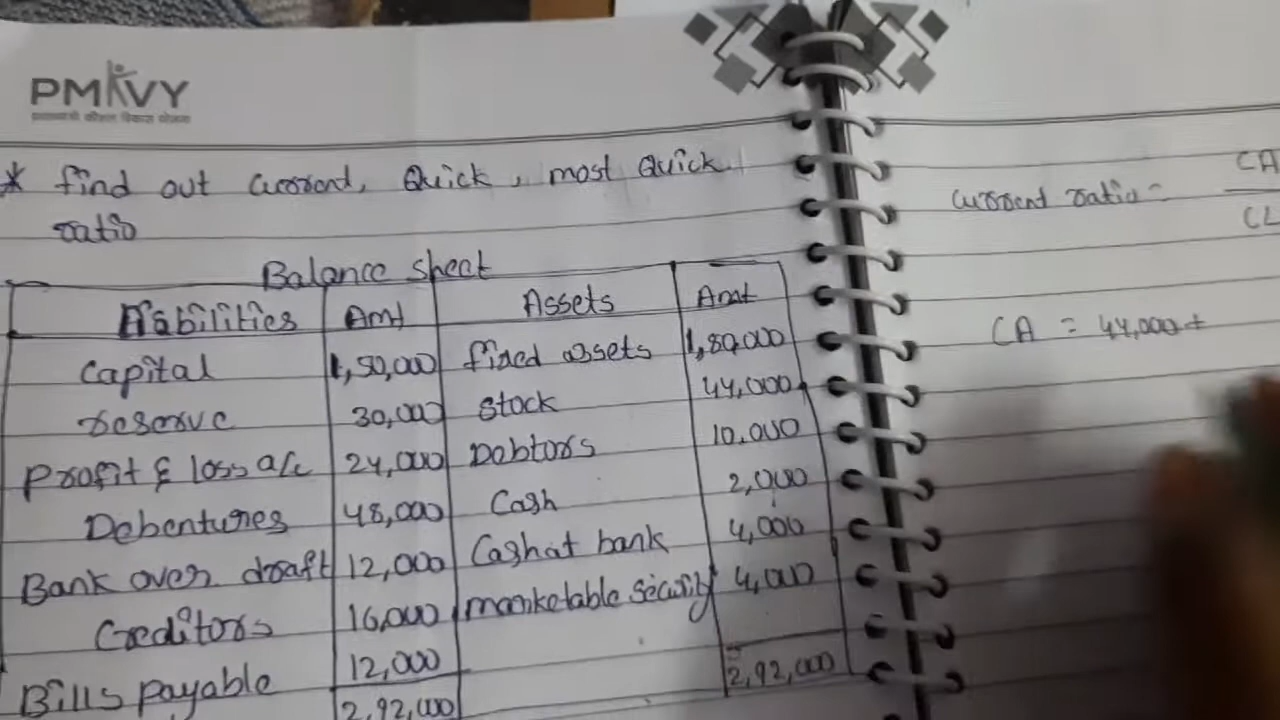 PMKVY
प्रधानमंत्री कौशल विकास योजना
* find out current, Quick, most Quick
ratio
Balance sheet
Liabilities Amt Assets Amt
Capital 1,50,000 fixed assets 1,80,000
reserve 30,000 Stock 44,000
Profit & loss a/c 24,000 Debtors 10,000
Debentures 48,000 Cash 2,000
Bank over draft 12,000 Cash at bank 4,000
Creditors 16,000 marketable security 4,000
Bills payable 12,000
2,92,000 2,92,000
current ratio = CA
CL
CA = 44,000 +